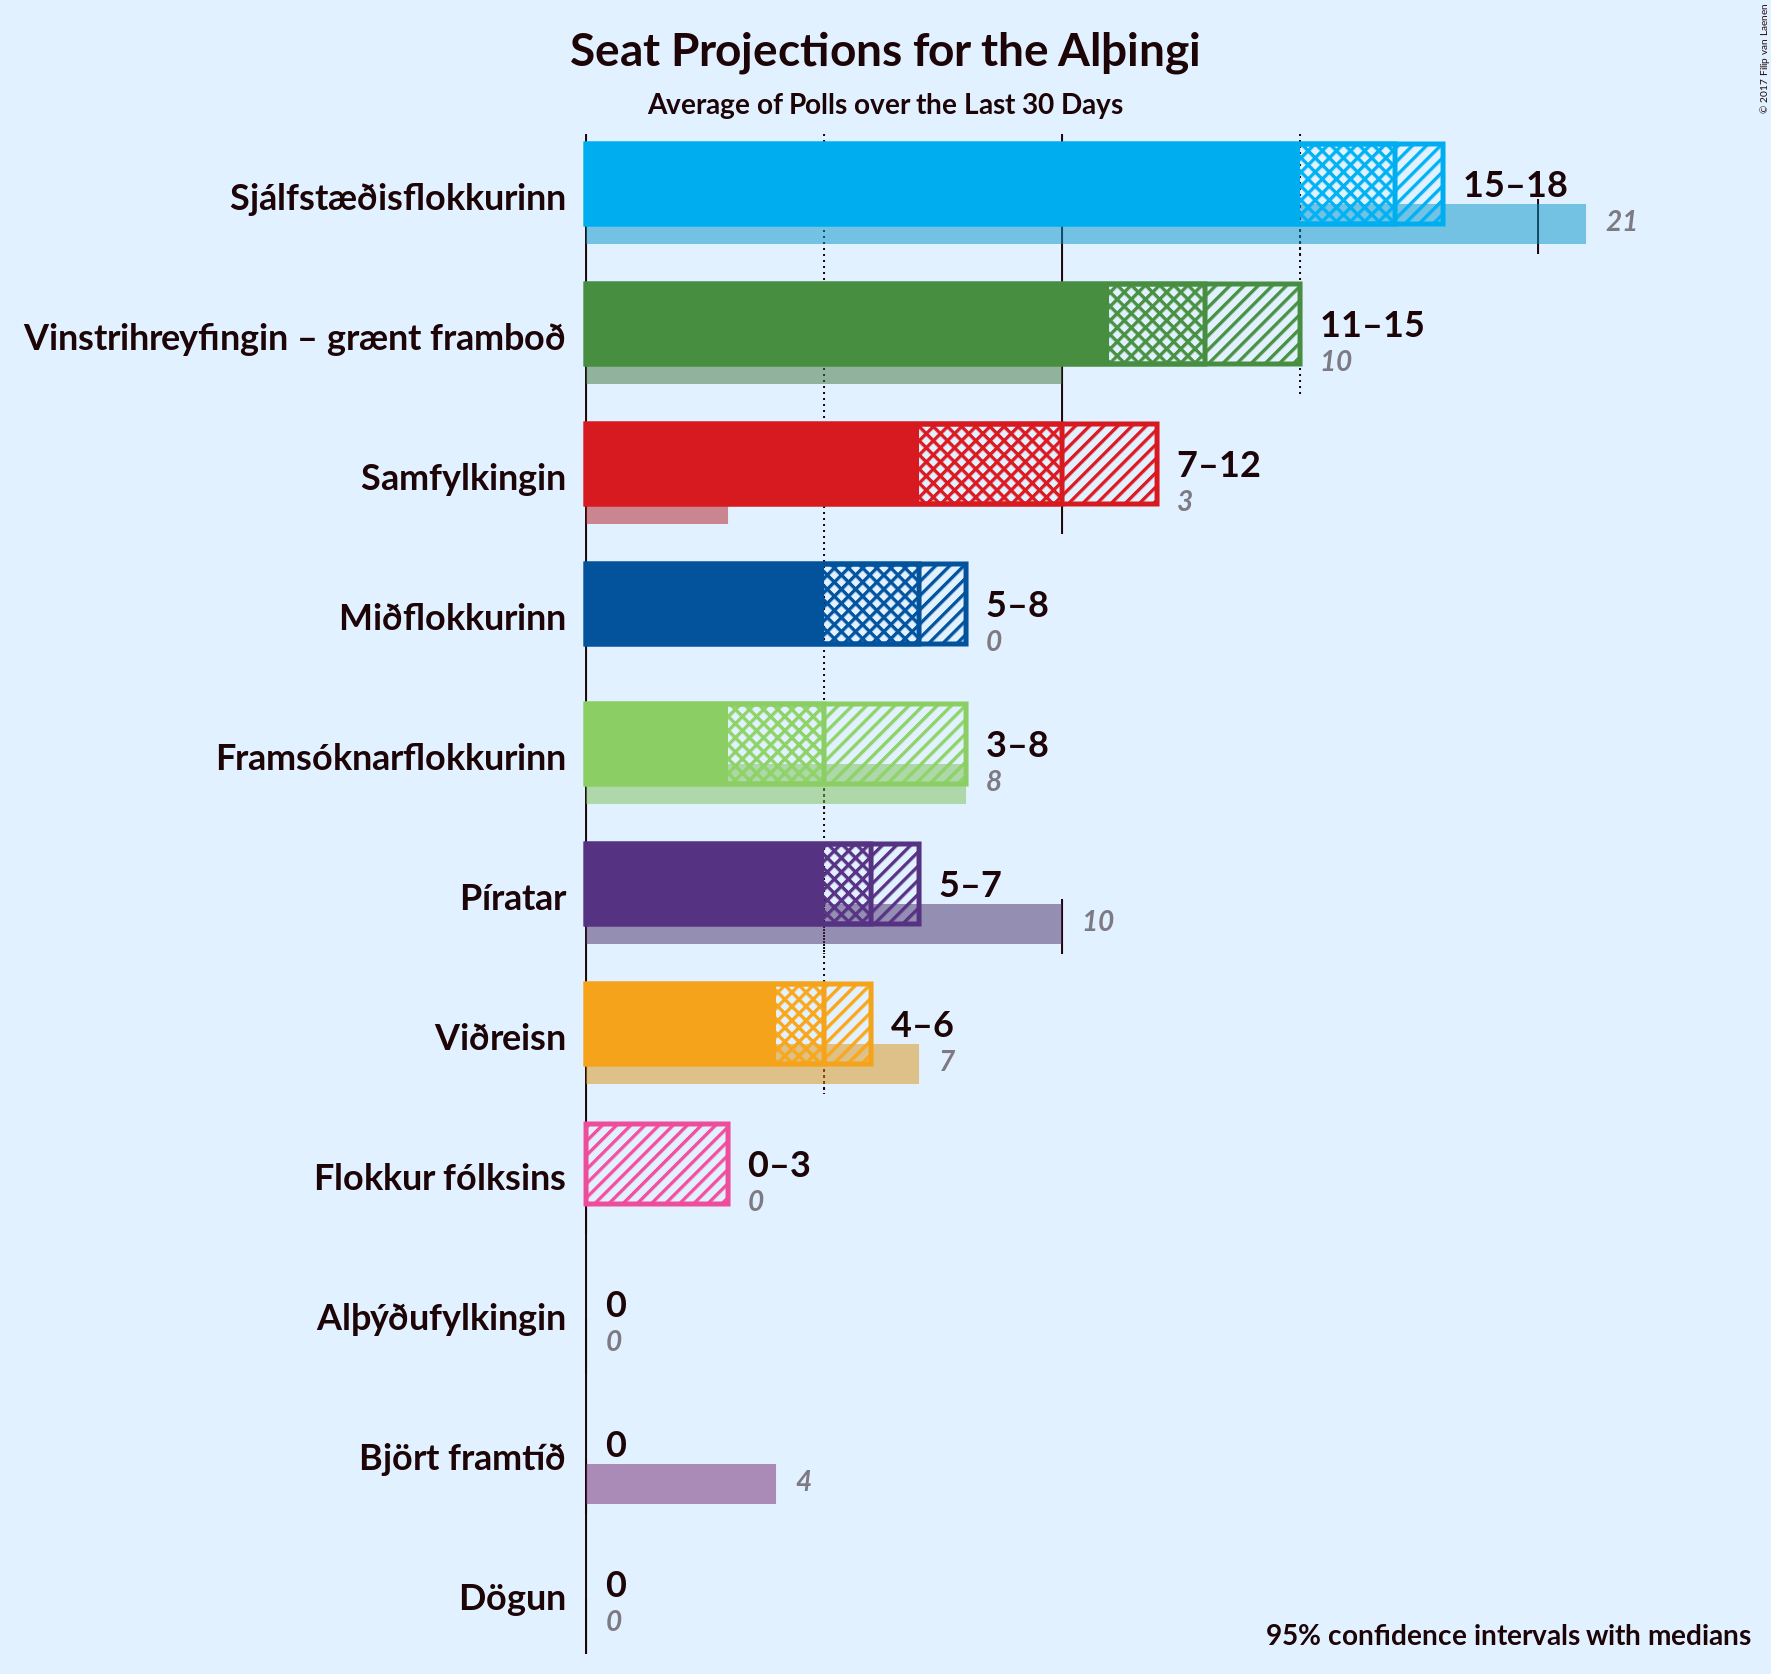 © 2017 Filip van Laenen
Seat Projections for the Alþingi
Average of Polls over the Last 30 Days
Sjálfstæðisflokkurinn
15–18
21
Vinstrihreyfingin – grænt framboð
11–15
10
Samfylkingin
7–12
3
Miðflokkurinn
5–8
0
Framsóknarflokkurinn
3–8
8
Píratar
5–7
10
Viðreisn
4–6
7
Flokkur fólksins
0–3
0
Alþýðufylkingin
0
0
Björt framtíð
0
4
Dögun
0
0
95% confidence intervals with medians